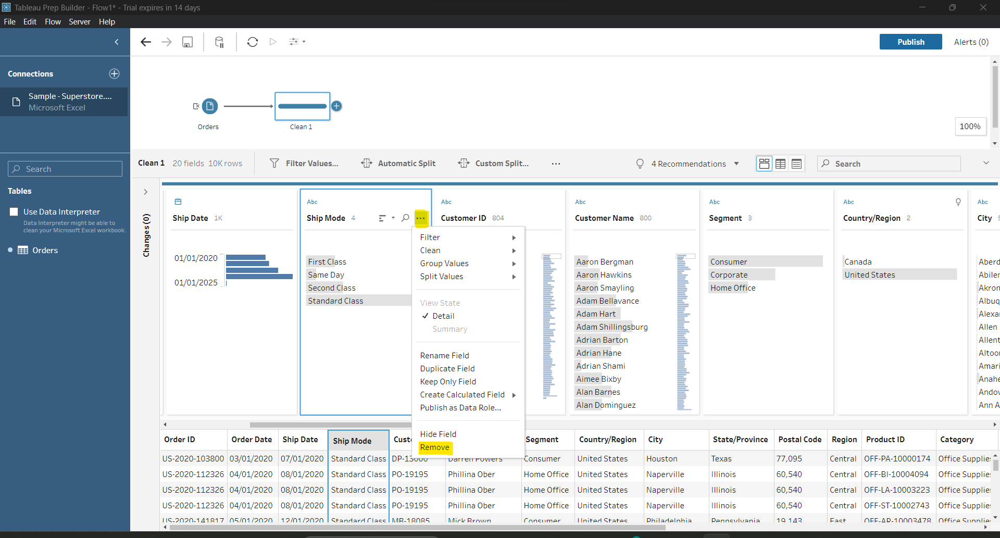 Tableau Prep Builder - Flow1* - Trial expires in 14 days
File Edit Flow Server Help
Publish
Alerts (0)
Connections
Sample - Superstore....
Microsoft Excel
Orders
Clean 1
100%
Clean 1 20 fields 10K rows
Filter Values...
Automatic Split
Custom Split...
4 Recommendations
Search
Search
Tables
Use Data Interpreter
Data Interpreter might be able to
clean your Microsoft Excel workbook.
Orders
Changes (0)
Ship Date 1K
01/01/2020
01/01/2025
Abc
Ship Mode 4
First Class
Same Day
Second Class
Standard Class
Filter
Clean
Group Values
Split Values
View State
Detail
Summary
Rename Field
Duplicate Field
Keep Only Field
Create Calculated Field
Publish as Data Role...
Hide Field
Remove
Abc
Customer ID 804
Abc
Customer Name 800
Aaron Bergman
Aaron Hawkins
Aaron Smayling
Adam Bellavance
Adam Hart
Adam Shillingsburg
Adrian Barton
Adrian Hane
Adrian Shami
Aimee Bixby
Alan Barnes
Alan Dominguez
Abc
Segment 3
Consumer
Corporate
Home Office
Abc
Country/Region 2
Canada
United States
Abc
City 5
Aberd
Abiler
Akron
Albuq
Alexa
Allen
Allent
Altoo
Amari
Anahe
Andov
Ann A
Order ID Order Date Ship Date Ship Mode Custo Segment Country/Region City State/Province Postal Code Region Product ID Category
US-2020-103800 03/01/2020 07/01/2020 Standard Class DP-13000 Darren Powers Consumer United States Houston Texas 77,095 Central OFF-PA-10000174 Office Supplies
US-2020-112326 04/01/2020 08/01/2020 Standard Class PO-19195 Phillina Ober Home Office United States Naperville Illinois 60,540 Central OFF-BI-10004094 Office Supplies
US-2020-112326 04/01/2020 08/01/2020 Standard Class PO-19195 Phillina Ober Home Office United States Naperville Illinois 60,540 Central OFF-LA-10003223 Office Supplies
US-2020-112326 04/01/2020 08/01/2020 Standard Class PO-19195 Phillina Ober Home Office United States Naperville Illinois 60,540 Central OFF-ST-10002743 Office Supplies
US-2020-141817 05/01/2020 12/01/2020 Standard Class MB-18085 Mick Brown Consumer United States Philadelphia Pennsylvania 19,143 East OFF-AR-10003478 Office Supplies